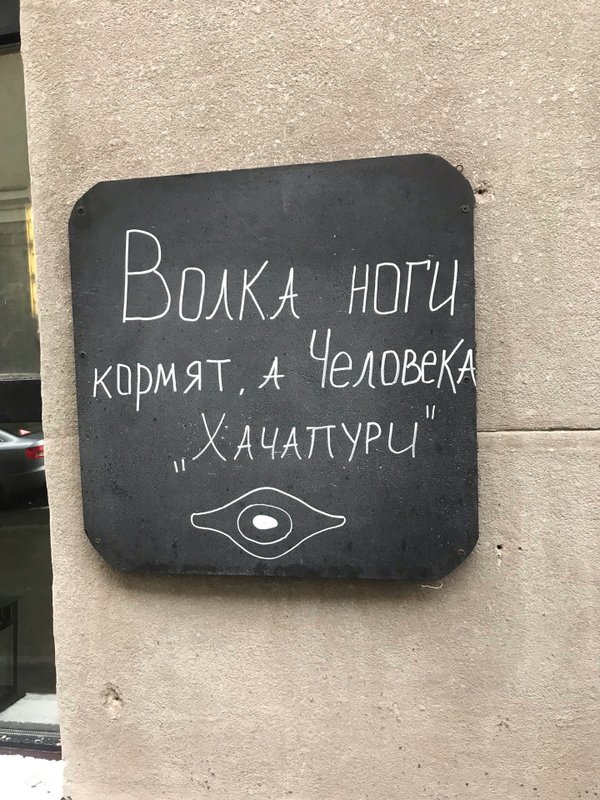 Волка ноги
кормят, а Человека
„Хачапури"